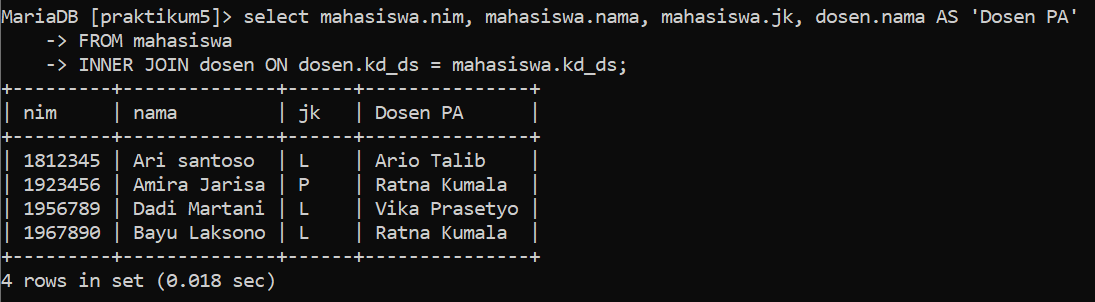 MariaDB [praktikum5]> select mahasiswa.nim, mahasiswa.nama, mahasiswa.jk, dosen.nama AS 'Dosen PA'
    -> FROM mahasiswa
    -> INNER JOIN dosen ON dosen.kd_ds = mahasiswa.kd_ds;
+---------+--------------+------+---------------+
| nim     | nama         | jk   | Dosen PA      |
+---------+--------------+------+---------------+
| 1812345 | Ari santoso  | L    | Ario Talib    |
| 1923456 | Amira Jarisa | P    | Ratna Kumala  |
| 1956789 | Dadi Martani | L    | Vika Prasetyo |
| 1967890 | Bayu Laksono | L    | Ratna Kumala  |
+---------+--------------+------+---------------+
4 rows in set (0.018 sec)